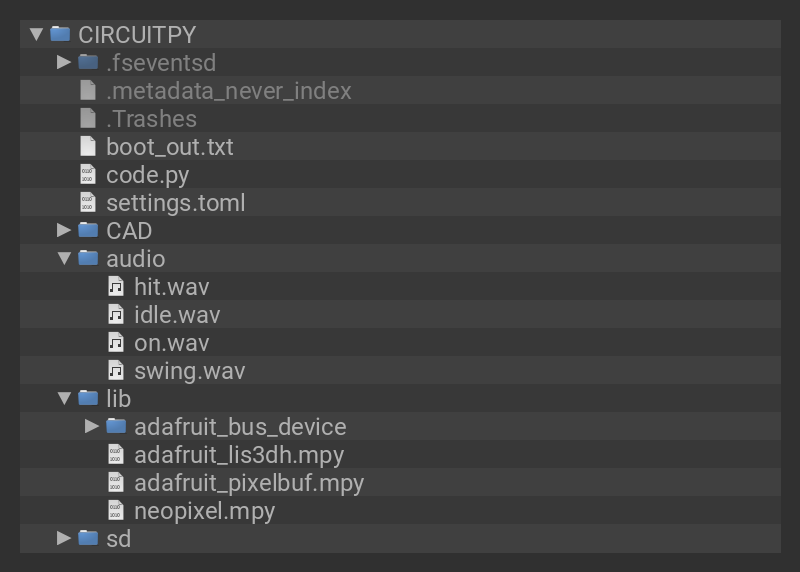 CIRCUITPY
.fseventsd
.metadata_never_index
.Trashes
boot_out.txt
code.py
settings.toml
CAD
audio
hit.wav
idle.wav
on.wav
swing.wav
lib
adafruit_bus_device
adafruit_lis3dh.mpy
adafruit_pixelbuf.mpy
neopixel.mpy
sd